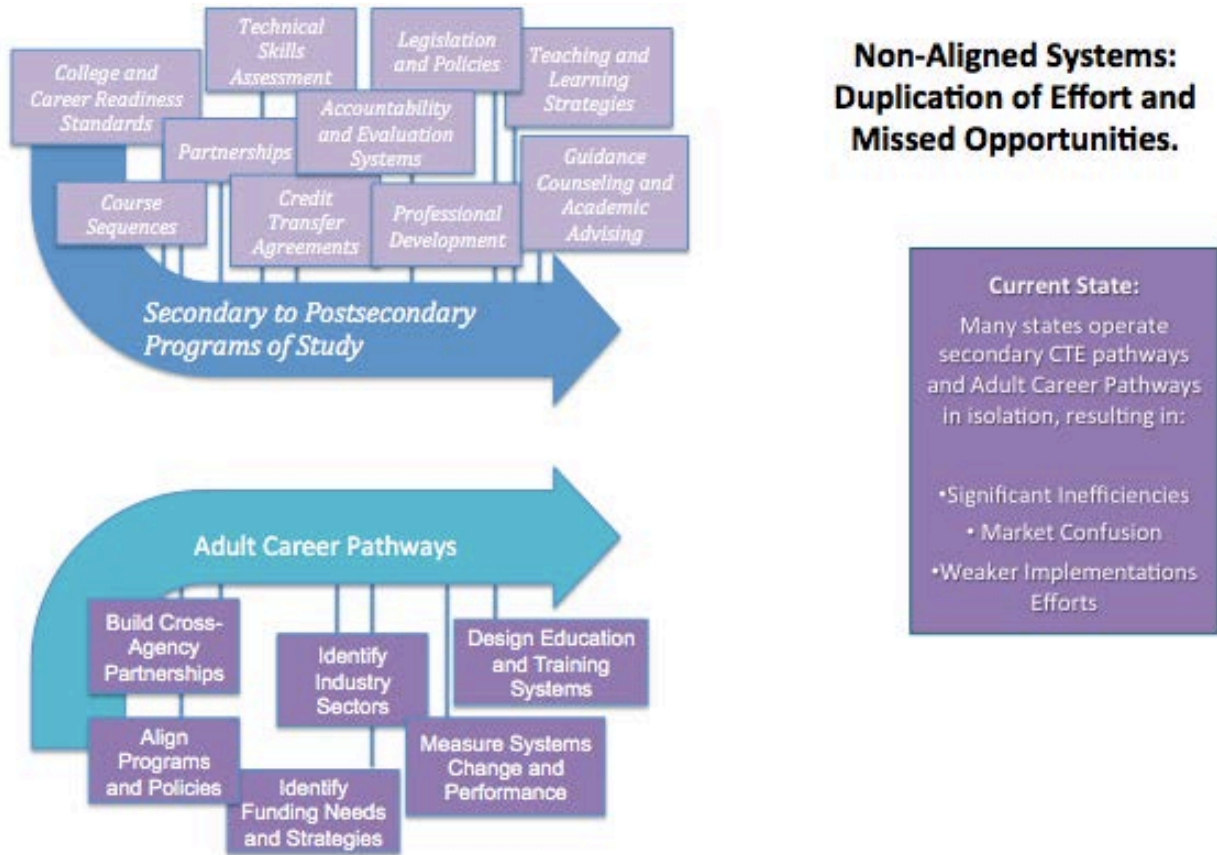 Technical
Skills
Assessment
Legislation
and Policies
Teaching and
Learning
Strategies
College and
Career Readiness
Standards
Accountability
and Evaluation
Systems
Partnerships
Guidance
Counseling and
Academic
Advising
Course
Sequences
Credit
Transfer
Agreements
Professional
Development
Secondary to Postsecondary
Programs of Study
Non-Aligned Systems:
Duplication of Effort and
Missed Opportunities.
Current State:
Many states operate
secondary CTE pathways
and Adult Career Pathways
in isolation, resulting in:
•Significant Inefficiencies
• Market Confusion
•Weaker Implementations
Efforts
Adult Career Pathways
Build Cross-
Agency
Partnerships
Identify
Industry
Sectors
Design Education
and Training
Systems
Align
Programs
and Policies
Identify
Funding Needs
and Strategies
Measure Systems
Change and
Performance